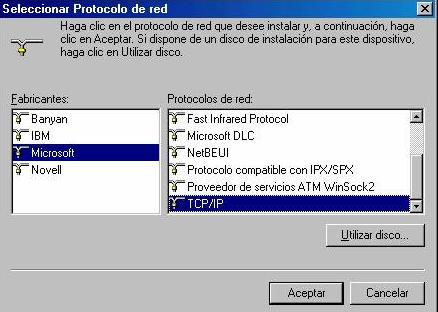 Seleccionar Protocolo de red
Haga clic en el protocolo de red que desee instalar y, a continuación, haga
clic en Aceptar. Si dispone de un disco de instalación para este dispositivo,
haga clic en Utilizar disco.
Fabricantes:
Banyan
IBM
Microsoft
Novell
Protocolos de red:
Fast Infrared Protocol
Microsoft DLC
NetBEUI
Protocolo compatible con IPX/SPX
Proveedor de servicios ATM WinSock2
TCP/IP
Utilizar disco...
Aceptar
Cancelar